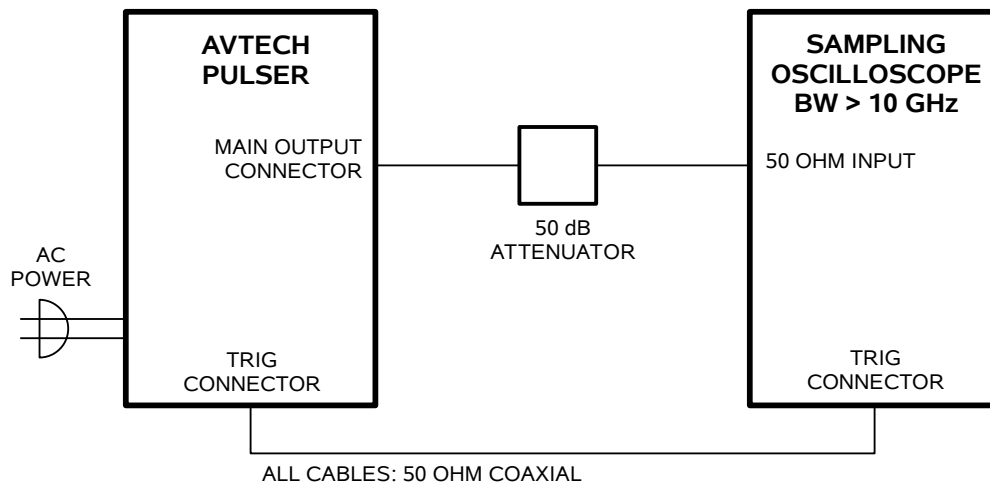 AVTECH
PULSER
MAIN OUTPUT
CONNECTOR
AC
POWER
TRIG
CONNECTOR
50 dB
ATTENUATOR
SAMPLING
OSCILLOSCOPE
BW > 10 GHz
50 OHM INPUT
TRIG
CONNECTOR
ALL CABLES: 50 OHM COAXIAL